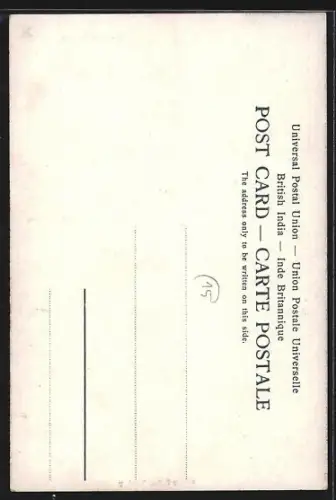 Universal Postal Union — Union Postale Universelle
British India — Inde Britannique
POST CARD — CARTE POSTALE
The address only to be written on this side.